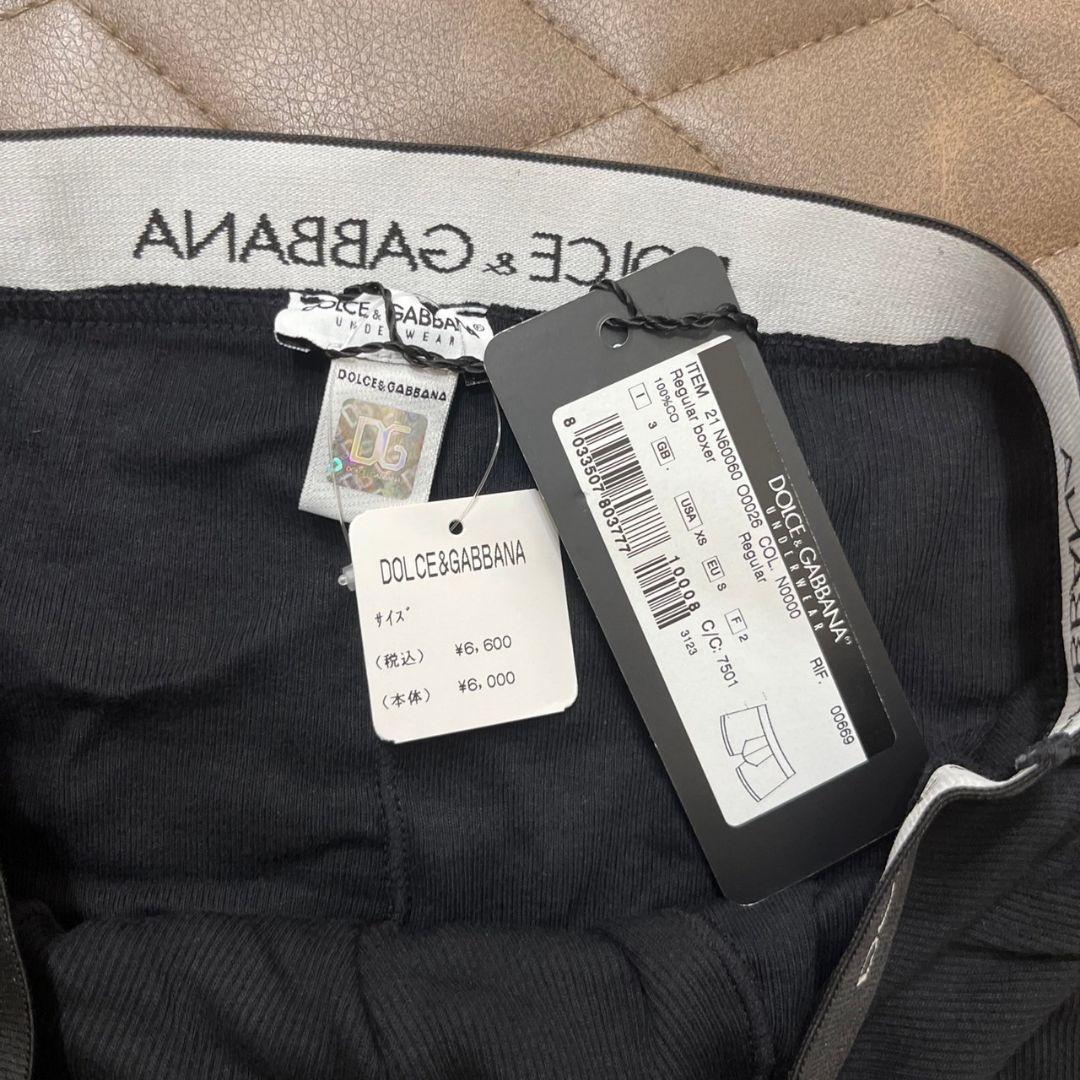 DOLCE & GABBANA
DOLCE & GABBANA®
UNDERWEAR
DOLCE&GABBANA
DG
DOLCE&GABBANA
サイズ
(税込) ¥6,600
(本体) ¥6,000
DOLCE & GABBANA
UNDERWEAR
ITEM 21 N60060 O0026 COL. N0000 RIF. 00669
Regular boxer Regular
100%CO
I 3 GB . USA XS EU S F 2
8 033507 803777
10008 C/C: 7501
3123